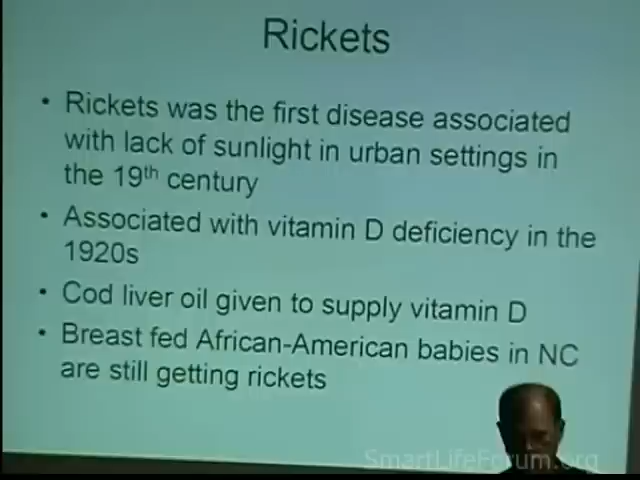 Rickets
• Rickets was the first disease associated
with lack of sunlight in urban settings in
the 19th century
• Associated with vitamin D deficiency in the
1920s
• Cod liver oil given to supply vitamin D
• Breast fed African-American babies in NC
are still getting rickets
SmartLifeForum.org